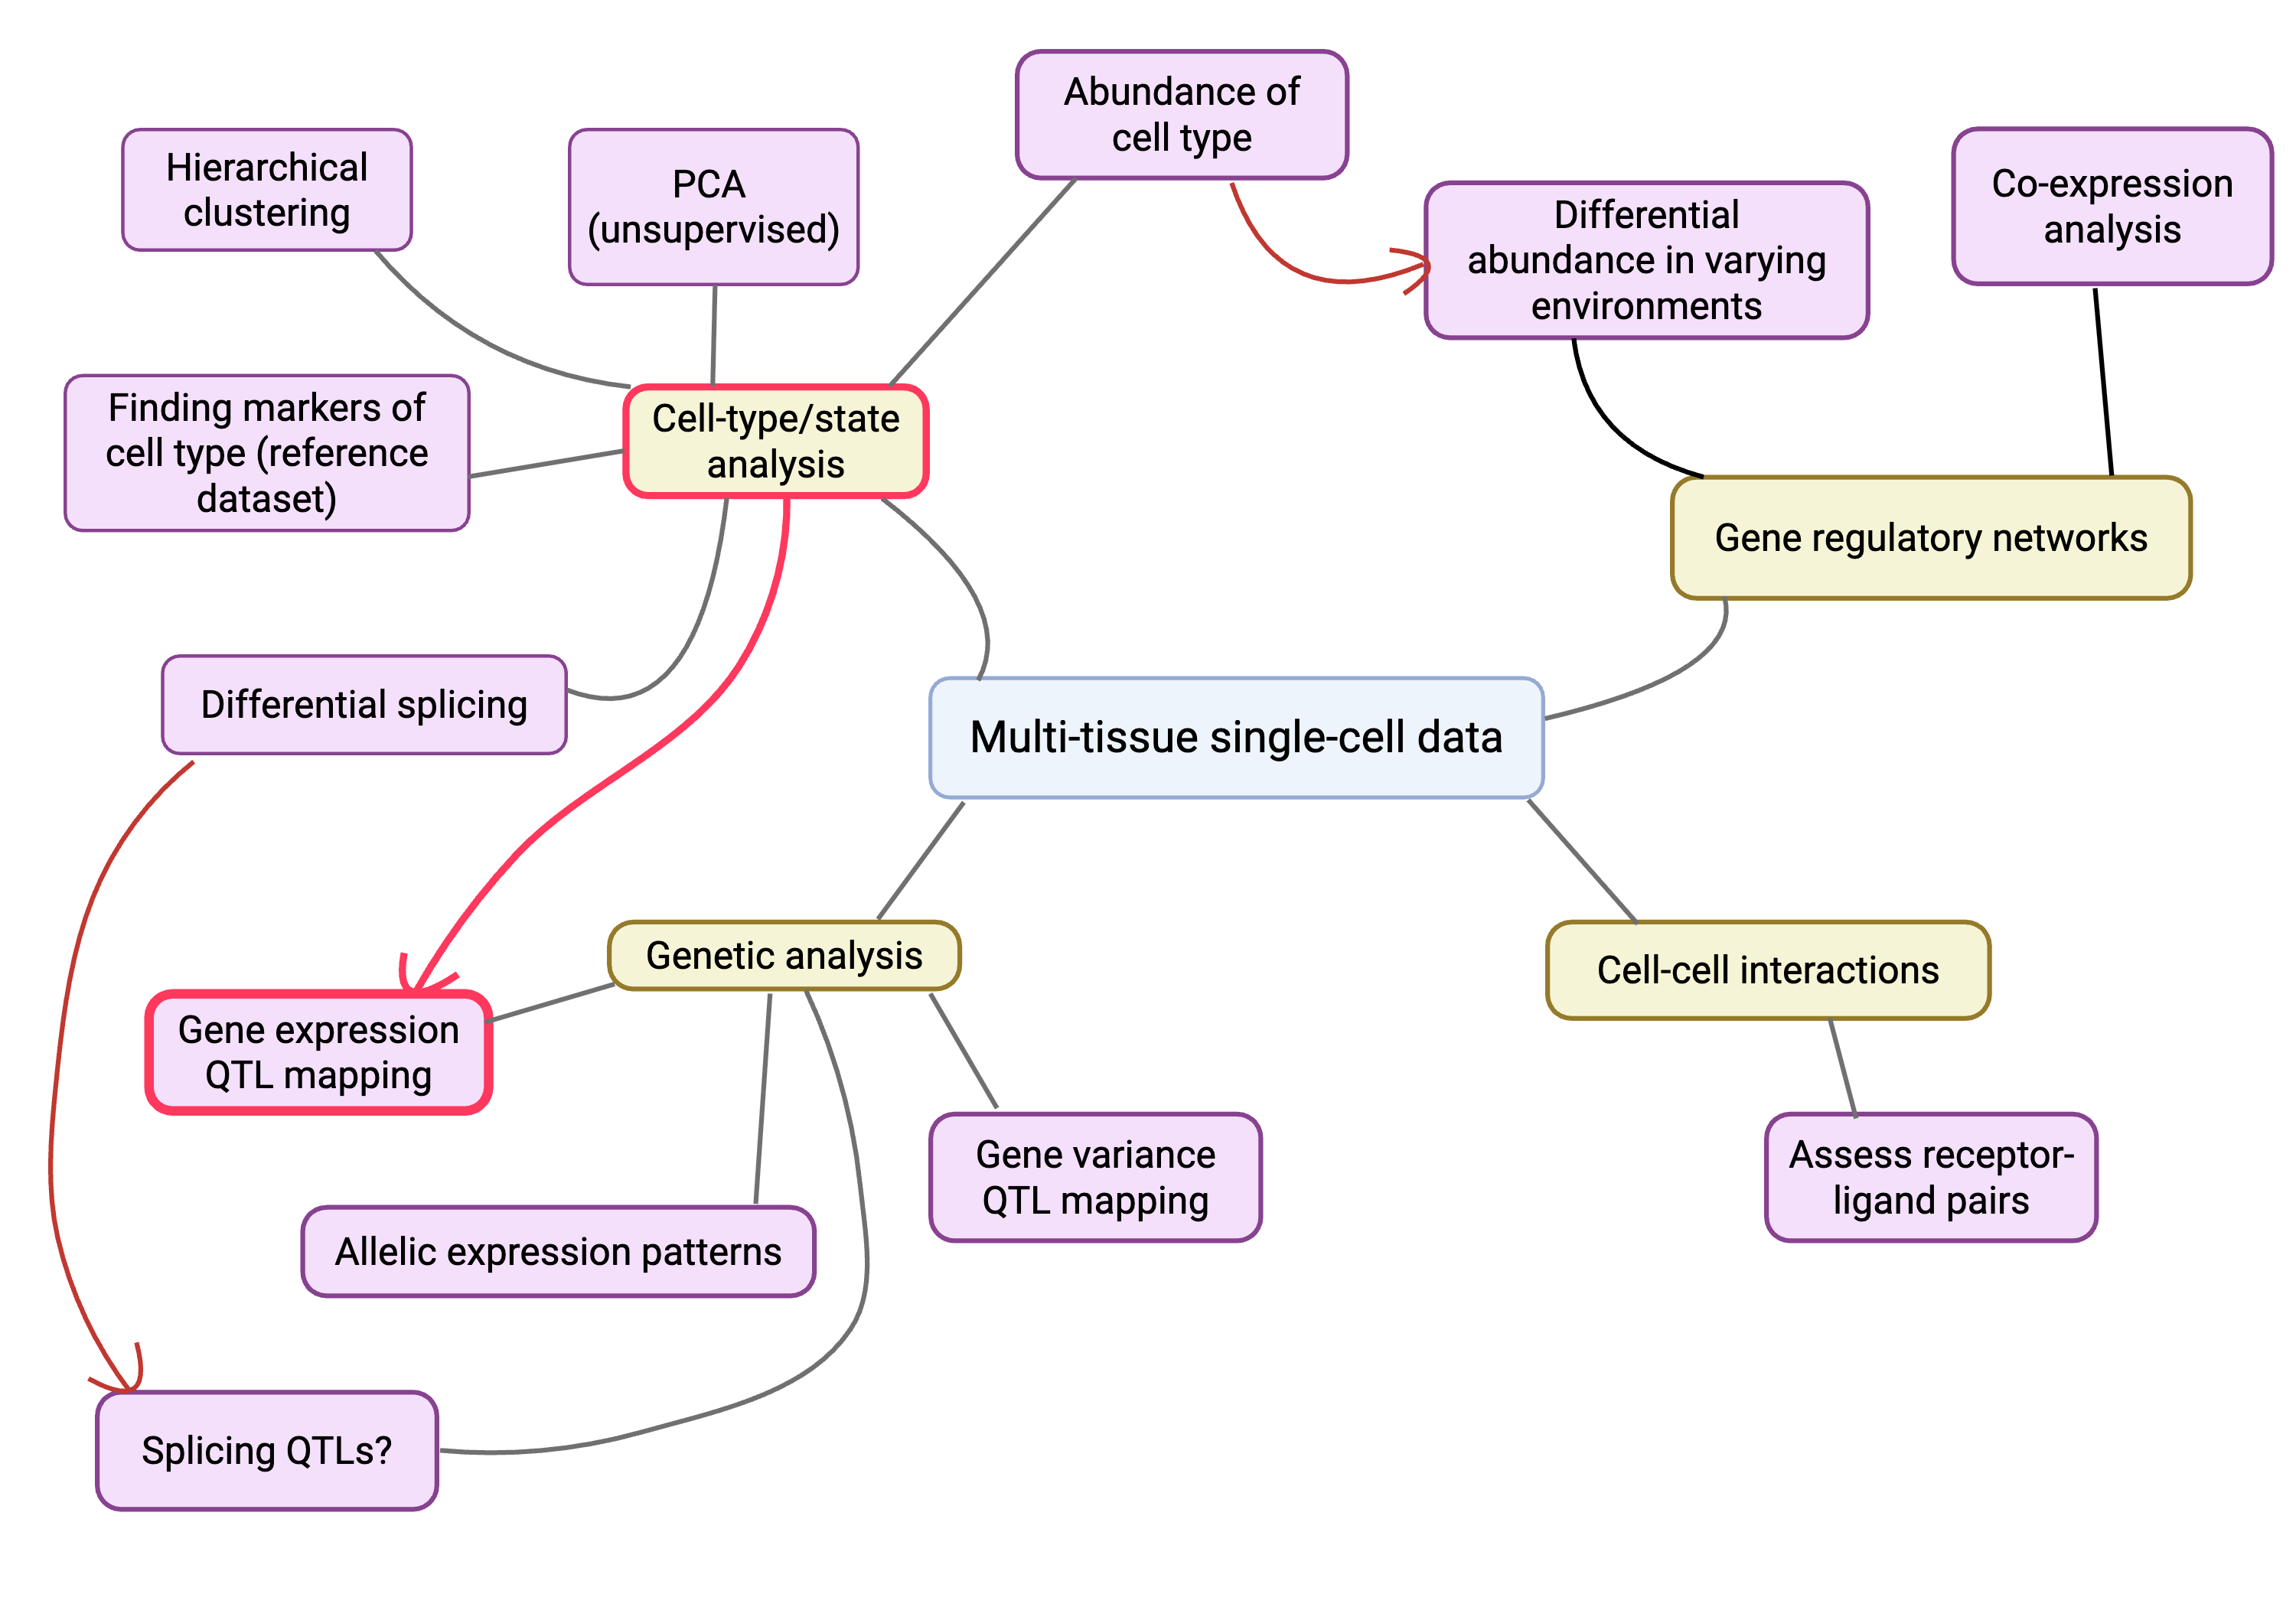 Abundance of
cell type
Hierarchical
clustering
PCA
(unsupervised)
Differential
abundance in varying
environments
Co-expression
analysis
Finding markers of
cell type (reference
dataset)
Cell-type/state
analysis
Gene regulatory networks
Differential splicing
Multi-tissue single-cell data
Genetic analysis
Cell-cell interactions
Gene expression
QTL mapping
Gene variance
QTL mapping
Assess receptor-
ligand pairs
Allelic expression patterns
Splicing QTLs?